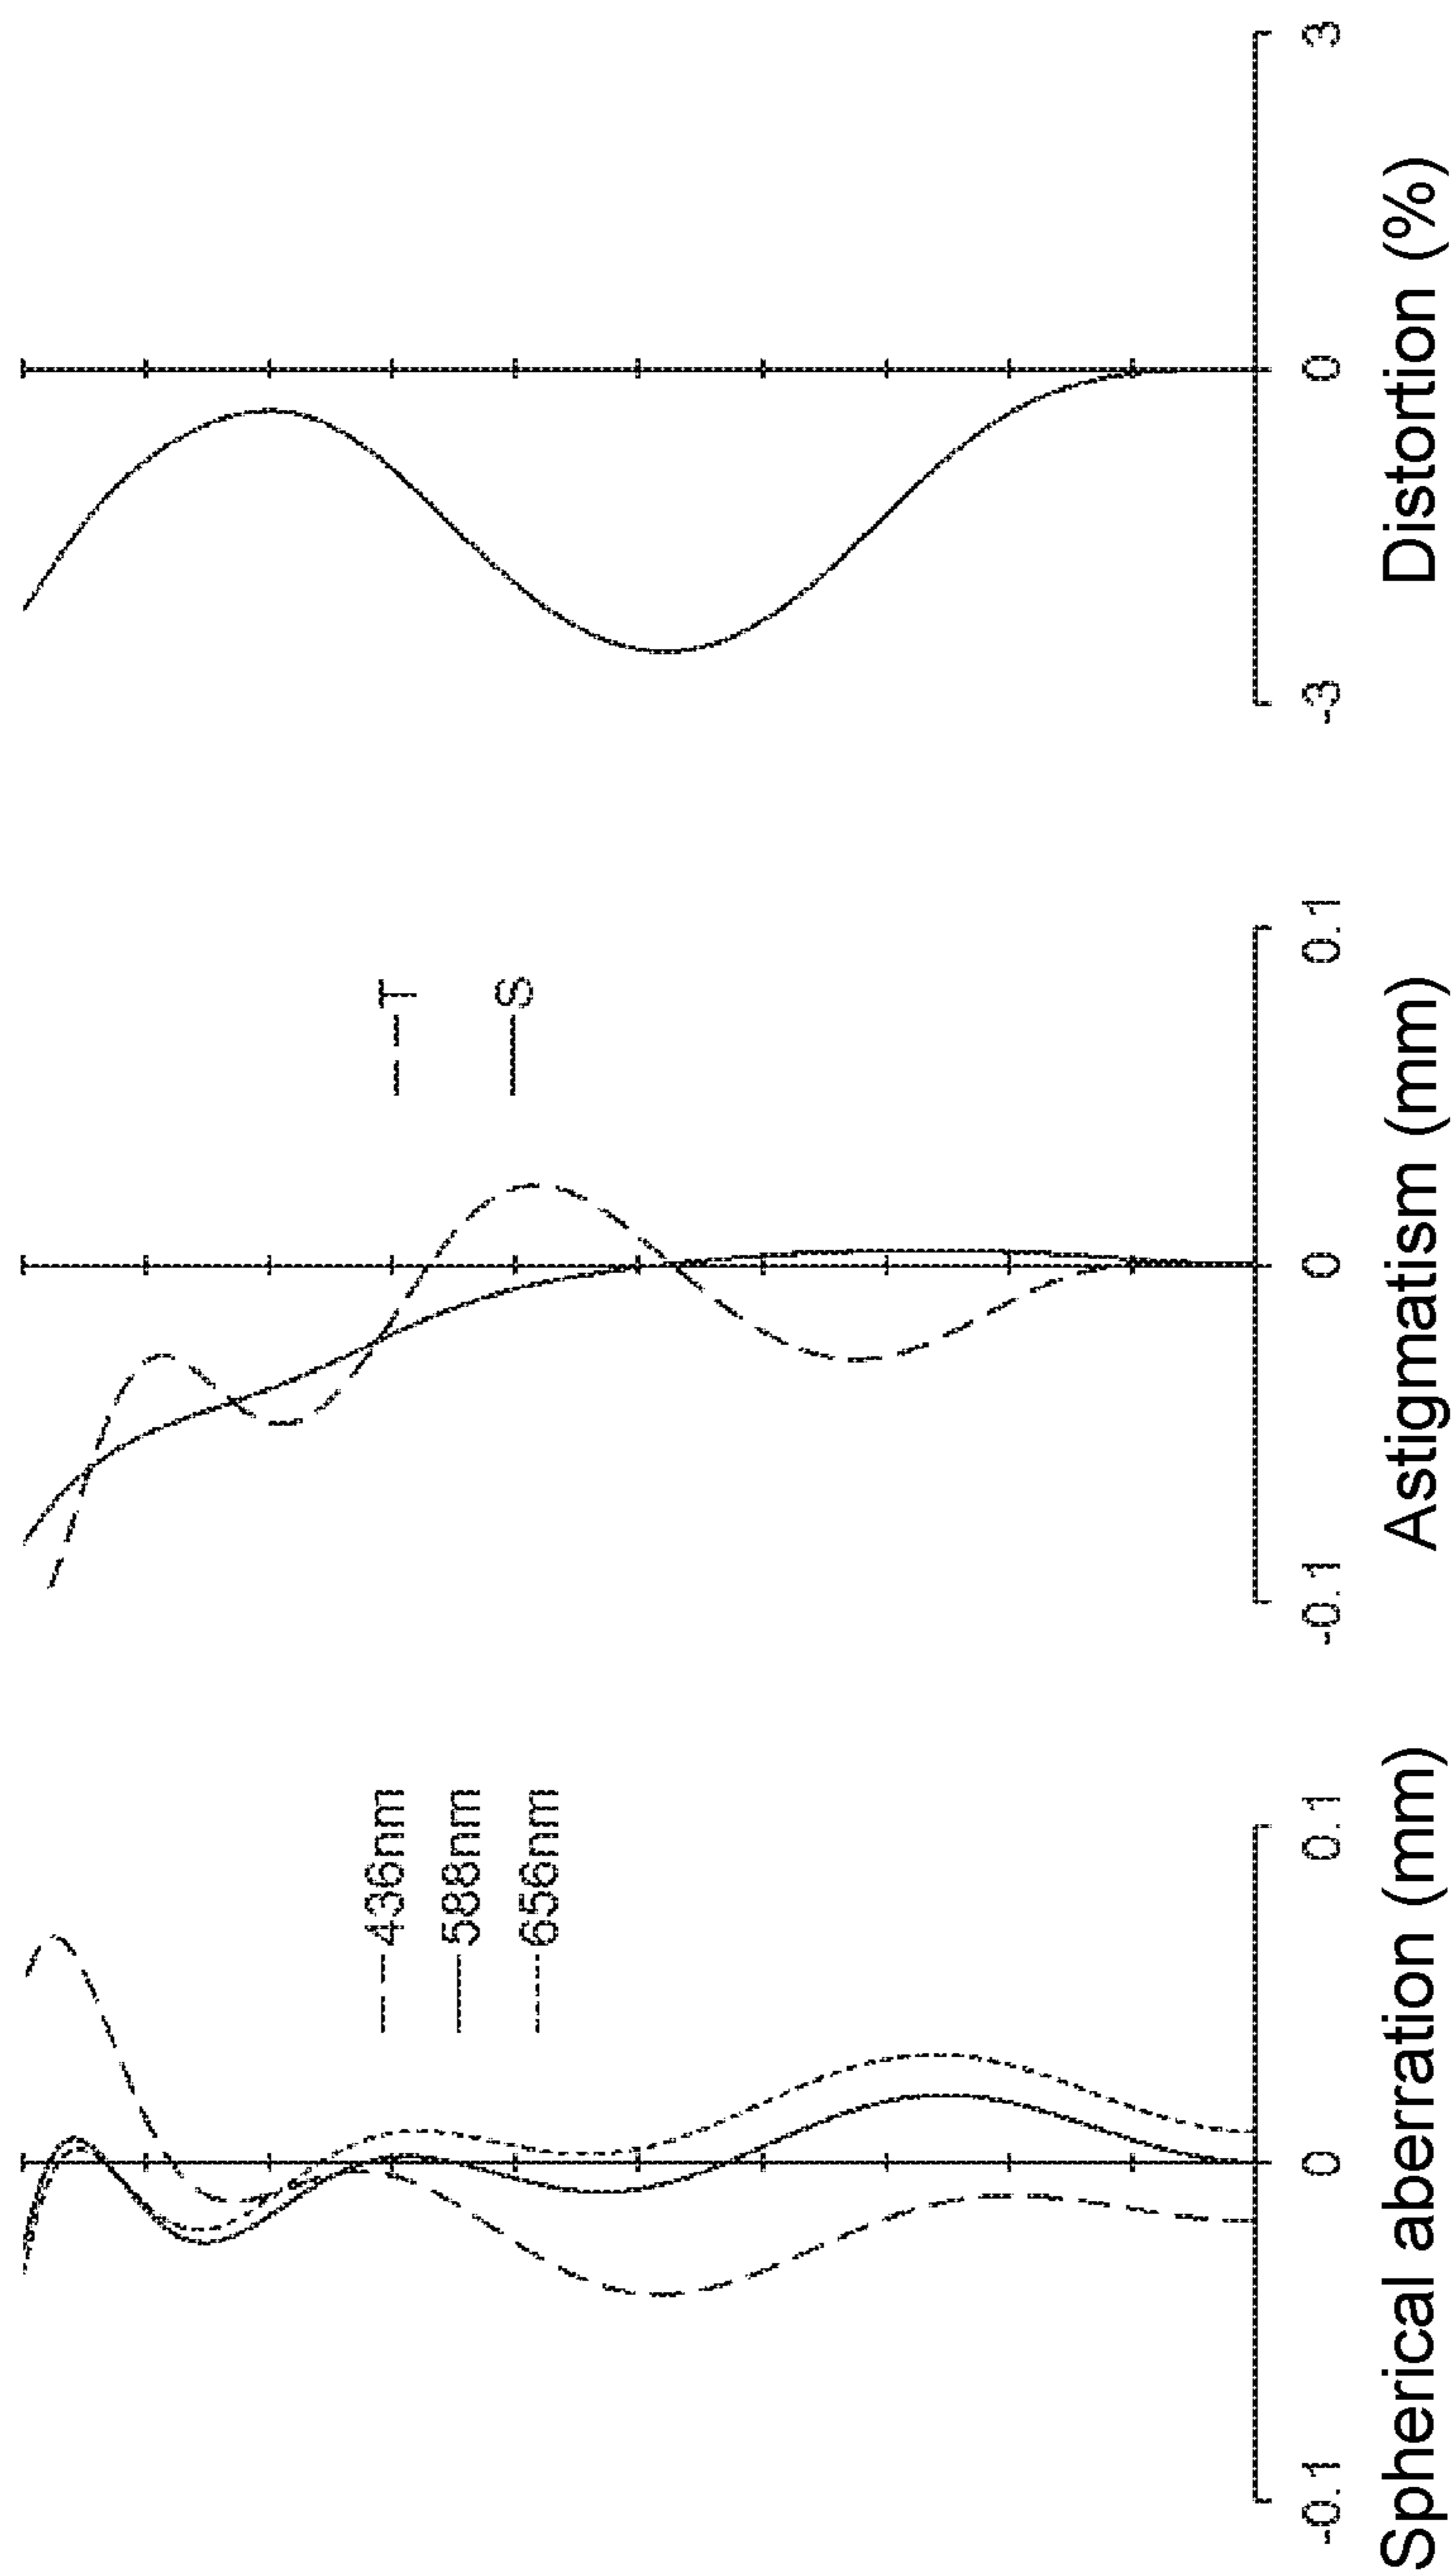 436nm
588nm
656nm
-0.1 0 0.1
Spherical aberration (mm)
T
S
-0.1 0 0.1
Astigmatism (mm)
-3 0 3
Distortion (%)